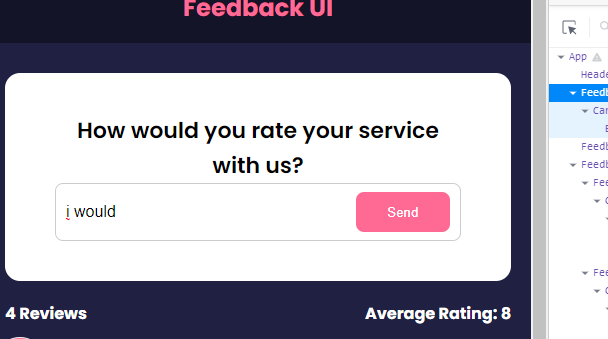 Feedback UI
How would you rate your service
with us?
i would
Send
4 Reviews
Average Rating: 8
App
Heade
Feedb
Car
Feedb
Feedb
Fee
Fee